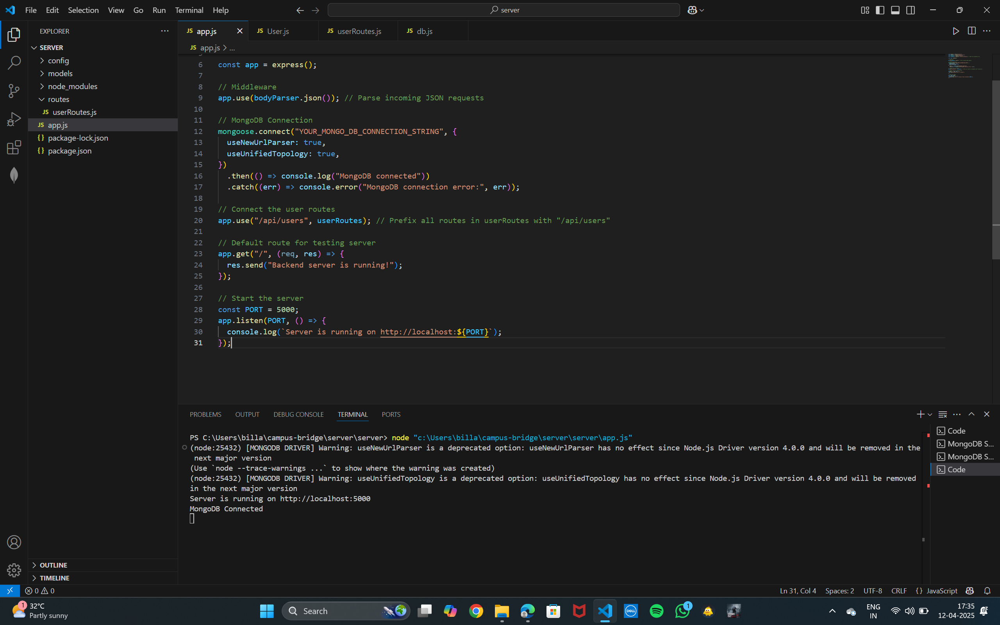 File Edit Selection View Go Run Terminal Help
server
EXPLORER
SERVER
config
models
node_modules
routes
JS userRoutes.js
JS app.js
{} package-lock.json
{} package.json
OUTLINE
TIMELINE
JS app.js
JS User.js
JS userRoutes.js
JS db.js
JS app.js > ...
6 const app = express();
7
8 // Middleware
9 app.use(bodyParser.json()); // Parse incoming JSON requests
10
11 // MongoDB Connection
12 mongoose.connect("YOUR_MONGO_DB_CONNECTION_STRING", {
13 useNewUrlParser: true,
14 useUnifiedTopology: true,
15 })
16 .then(() => console.log("MongoDB connected"))
17 .catch((err) => console.error("MongoDB connection error:", err));
18
19 // Connect the user routes
20 app.use("/api/users", userRoutes); // Prefix all routes in userRoutes with "/api/users"
21
22 // Default route for testing server
23 app.get("/", (req, res) => {
24 res.send("Backend server is running!");
25 });
26
27 // Start the server
28 const PORT = 5000;
29 app.listen(PORT, () => {
30 console.log(`Server is running on http://localhost:${PORT}`);
31 });
PROBLEMS OUTPUT DEBUG CONSOLE TERMINAL PORTS
PS C:\Users\billa\campus-bridge\server\server> node "c:\Users\billa\campus-bridge\server\server\app.js"
(node:25432) [MONGODB DRIVER] Warning: useNewUrlParser is a deprecated option: useNewUrlParser has no effect since Node.js Driver version 4.0.0 and will be removed in the
next major version
(Use `node --trace-warnings ...` to show where the warning was created)
(node:25432) [MONGODB DRIVER] Warning: useUnifiedTopology is a deprecated option: useUnifiedTopology has no effect since Node.js Driver version 4.0.0 and will be removed
in the next major version
Server is running on http://localhost:5000
MongoDB Connected
Code
MongoDB S...
MongoDB S...
Code
0 0
Ln 31, Col 4 Spaces: 2 UTF-8 CRLF {} JavaScript
1
32°C
Partly sunny
Search
DELL
1
ENG
IN
17:35
12-04-2025